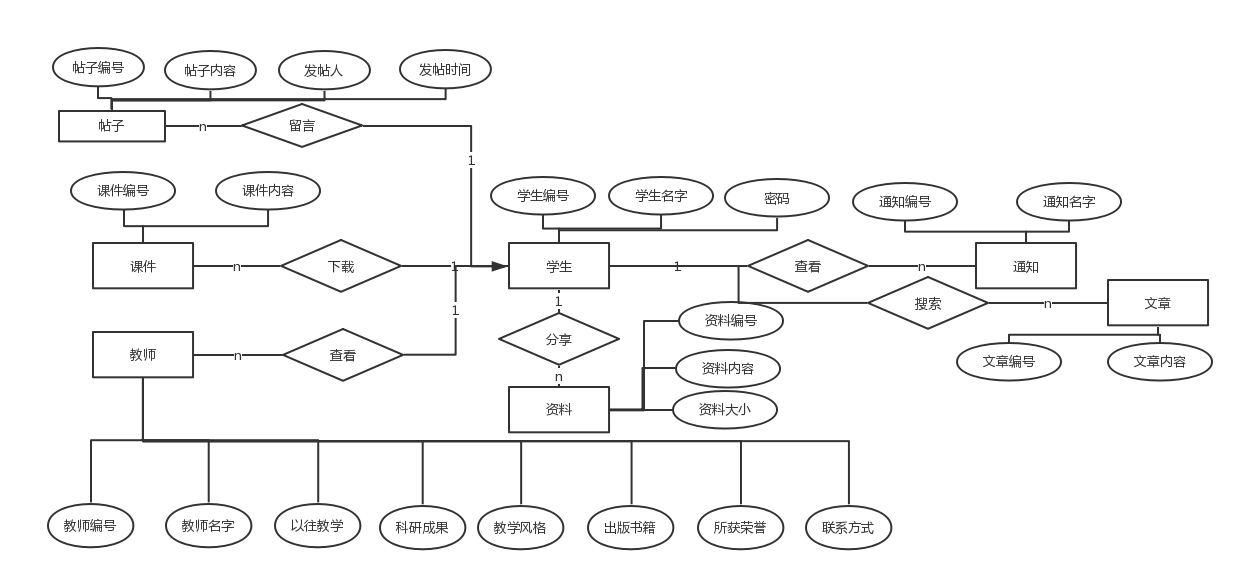 帖子编号
帖子内容
发帖人
发帖时间
帖子
n
留言
1
课件编号
课件内容
学生编号
学生名字
密码
通知编号
通知名字
课件
n
下载
1
学生
1
查看
n
通知
1
1
搜索
n
文章
资料编号
教师
n
查看
分享
文章编号
文章内容
n
资料内容
资料
资料大小
教师编号
教师名字
以往教学
科研成果
教学风格
出版书籍
所获荣誉
联系方式